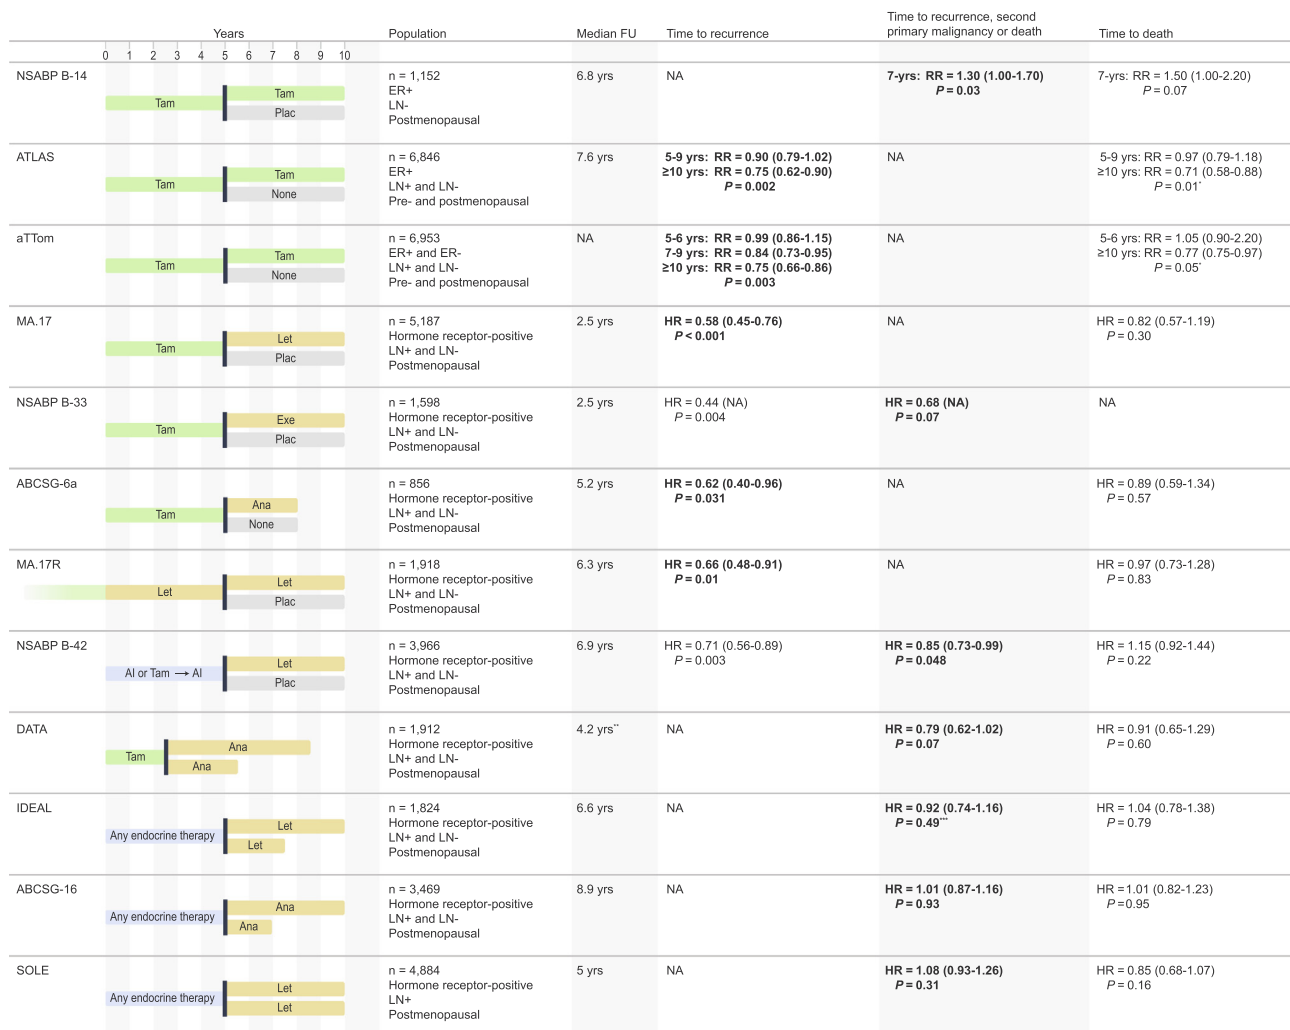 Years
Population
Median FU
Time to recurrence
Time to recurrence, second
primary malignancy or death
Time to death
0 1 2 3 4 5 6 7 8 9 10
NSABP B-14
Tam
Tam
Plac
n = 1,152
ER+
LN-
Postmenopausal
6.8 yrs
NA
7-yrs: RR = 1.30 (1.00-1.70)
P = 0.03
7-yrs: RR = 1.50 (1.00-2.20)
P = 0.07
ATLAS
Tam
Tam
None
n = 6,846
ER+
LN+ and LN-
Pre- and postmenopausal
7.6 yrs
5-9 yrs: RR = 0.90 (0.79-1.02)
≥10 yrs: RR = 0.75 (0.62-0.90)
P = 0.002
NA
5-9 yrs: RR = 0.97 (0.79-1.18)
≥10 yrs: RR = 0.71 (0.58-0.88)
P = 0.01*
aTTom
Tam
Tam
None
n = 6,953
ER+ and ER-
LN+ and LN-
Pre- and postmenopausal
NA
5-6 yrs: RR = 0.99 (0.86-1.15)
7-9 yrs: RR = 0.84 (0.73-0.95)
≥10 yrs: RR = 0.75 (0.66-0.86)
P = 0.003
NA
5-6 yrs: RR = 1.05 (0.90-2.20)
≥10 yrs: RR = 0.77 (0.75-0.97)
P = 0.05*
MA.17
Tam
Let
Plac
n = 5,187
Hormone receptor-positive
LN+ and LN-
Postmenopausal
2.5 yrs
HR = 0.58 (0.45-0.76)
P < 0.001
NA
HR = 0.82 (0.57-1.19)
P = 0.30
NSABP B-33
Tam
Exe
Plac
n = 1,598
Hormone receptor-positive
LN+ and LN-
Postmenopausal
2.5 yrs
HR = 0.44 (NA)
P = 0.004
HR = 0.68 (NA)
P = 0.07
NA
ABCSG-6a
Tam
Ana
None
n = 856
Hormone receptor-positive
LN+ and LN-
Postmenopausal
5.2 yrs
HR = 0.62 (0.40-0.96)
P = 0.031
NA
HR = 0.89 (0.59-1.34)
P = 0.57
MA.17R
Let
Let
Plac
n = 1,918
Hormone receptor-positive
LN+ and LN-
Postmenopausal
6.3 yrs
HR = 0.66 (0.48-0.91)
P = 0.01
NA
HR = 0.97 (0.73-1.28)
P = 0.83
NSABP B-42
AI or Tam → AI
Let
Plac
n = 3,966
Hormone receptor-positive
LN+ and LN-
Postmenopausal
6.9 yrs
HR = 0.71 (0.56-0.89)
P = 0.003
HR = 0.85 (0.73-0.99)
P = 0.048
HR = 1.15 (0.92-1.44)
P = 0.22
DATA
Tam
Ana
Ana
n = 1,912
Hormone receptor-positive
LN+ and LN-
Postmenopausal
4.2 yrs**
NA
HR = 0.79 (0.62-1.02)
P = 0.07
HR = 0.91 (0.65-1.29)
P = 0.60
IDEAL
Any endocrine therapy
Let
Let
n = 1,824
Hormone receptor-positive
LN+ and LN-
Postmenopausal
6.6 yrs
NA
HR = 0.92 (0.74-1.16)
P = 0.49***
HR = 1.04 (0.78-1.38)
P = 0.79
ABCSG-16
Any endocrine therapy
Ana
Ana
n = 3,469
Hormone receptor-positive
LN+ and LN-
Postmenopausal
8.9 yrs
NA
HR = 1.01 (0.87-1.16)
P = 0.93
HR =1.01 (0.82-1.23)
P =0.95
SOLE
Any endocrine therapy
Let
Let
n = 4,884
Hormone receptor-positive
LN+
Postmenopausal
5 yrs
NA
HR = 1.08 (0.93-1.26)
P = 0.31
HR = 0.85 (0.68-1.07)
P = 0.16